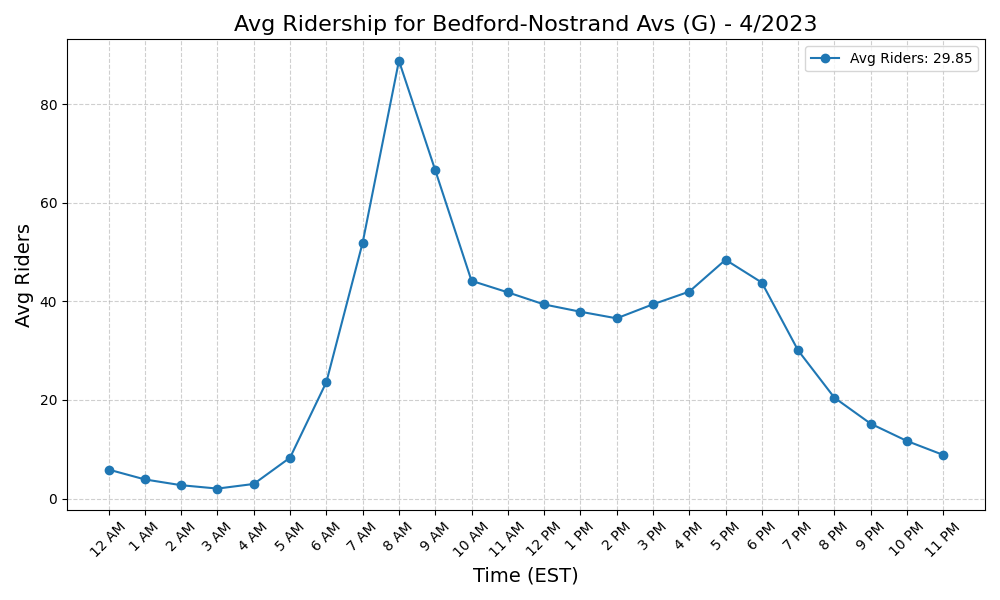 Avg Ridership for Bedford-Nostrand Avs (G) - 4/2023
Avg Riders: 29.85
Avg Riders
80
60
40
20
0
12 AM
1 AM
2 AM
3 AM
4 AM
5 AM
6 AM
7 AM
8 AM
9 AM
10 AM
11 AM
12 PM
1 PM
2 PM
3 PM
4 PM
5 PM
6 PM
7 PM
8 PM
9 PM
10 PM
11 PM
Time (EST)